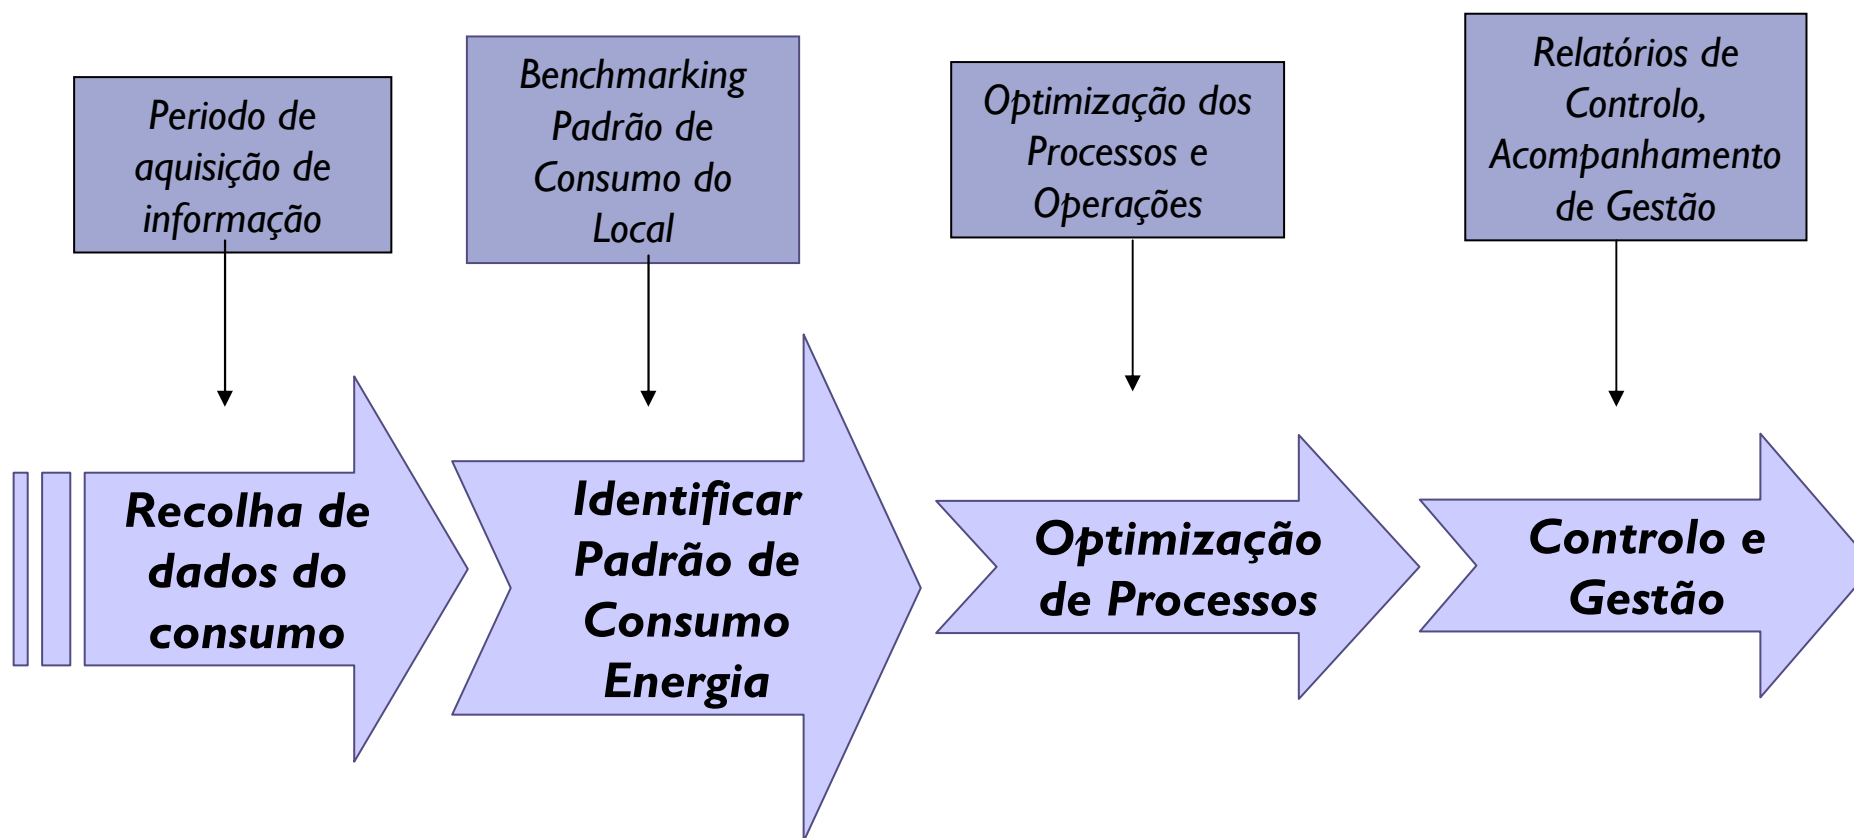 Periodo de
aquisição de
informação
Benchmarking
Padrão de
Consumo do
Local
Optimização dos
Processos e
Operações
Relatórios de
Controlo,
Acompanhamento
de Gestão
Recolha de
dados do
consumo
Identificar
Padrão de
Consumo
Energia
Optimização
de Processos
Controlo e
Gestão